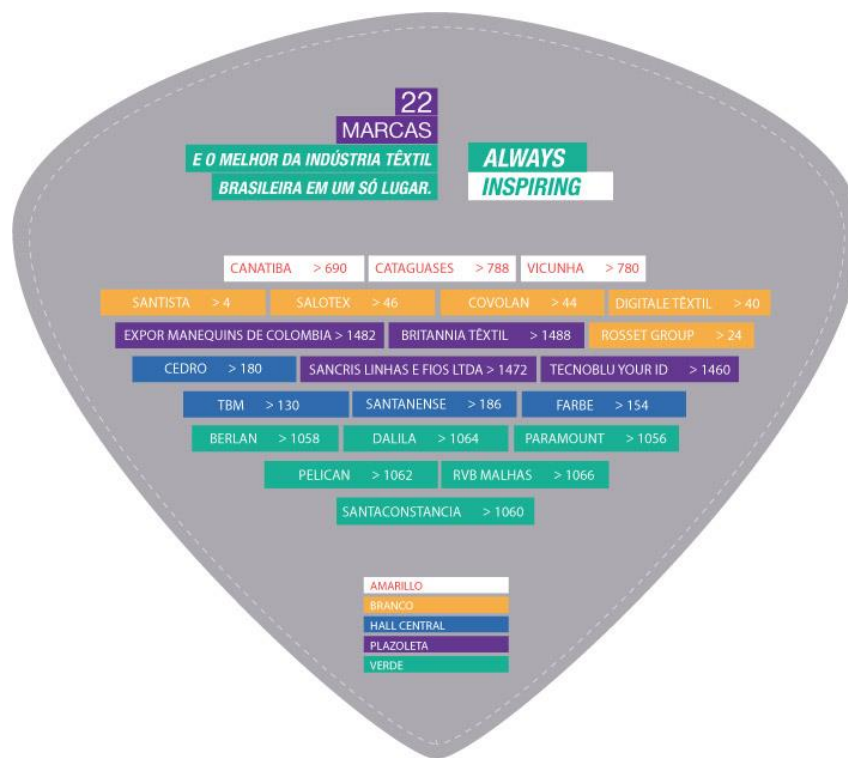 22
MARCAS
E O MELHOR DA INDÚSTRIA TÊXTIL
BRASILEIRA EM UM SÓ LUGAR.
ALWAYS
INSPIRING
CANATIBA > 690 CATAGUASES > 788 VICUNHA > 780
SANTISTA > 4 SALOTEX > 46 COVOLAN > 44 DIGITALE TÊXTIL > 40
EXPOR MANEQUINS DE COLOMBIA > 1482 BRITANNIA TÊXTIL > 1488 ROSSET GROUP > 24
CEDRO > 180 SANCRIS LINHAS E FIOS LTDA > 1472 TECNOBLU YOUR ID > 1460
TBM > 130 SANTANENSE > 186 FARBE > 154
BERLAN > 1058 DALILA > 1064 PARAMOUNT > 1056
PELICAN > 1062 RVB MALHAS > 1066
SANTACONSTANCIA > 1060
AMARILLO
BRANCO
HALL CENTRAL
PLAZOLETA
VERDE